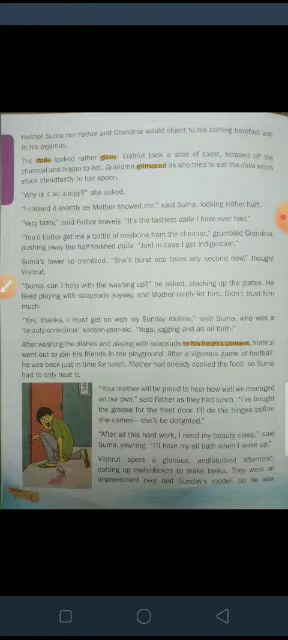 neither Suma nor Father and Grandma would object to his coming to breakfast
in his pyjamas.
The dalia looked rather gluey. Vishrut took a slice of toast, scraped off the
charcoal and began to eat. Grandma grimaced as she tried to eat the dalia which
stuck steadfastly to her spoon.
"Why is it so lumpy?" she asked.
"I cooked it exactly as Mother showed me," said Suma, looking rather hurt.
"Very tasty," said Father bravely. "It's the tastiest dalia I have ever had."
"You'd better get me a bottle of medicine from the chemist," grumbled Grandma,
pushing away the half-finished dalia. "Just in case I get indigestion."
Suma's lower lip trembled. 'She'll burst into tears any second now,' thought
Vishrut.
"Suma, can I help with the washing up?" he asked, stacking up the plates. He
liked playing with soapsuds anyway, and Mother rarely let him. Didn't trust him
much.
"Yes, thanks, I must get on with my Sunday routine," said Suma, who was a
'beauty-conscious' sixteen-year-old. "Yoga, jogging and an oil bath."
After washing the dishes and playing with soapsuds to his heart's content, Vishrut
went out to join his friends in the playground. After a vigorous game of football,
he was back just in time for lunch. Mother had already cooked the food, so Suma
had to only heat it.
"Your mother will be proud to hear how well we managed
on our own," said Father as they had lunch. "I've bought
the grease for the front door. I'll do the hinges before
she comes—she'll be delighted."
"After all this hard work, I need my beauty sleep," said
Suma, yawning. "I'll have my oil bath when I wake up."
Vishrut spent a glorious, undisturbed afternoon,
cutting up matchboxes to make tanks. They were an
improvement over last Sunday's model, so he was